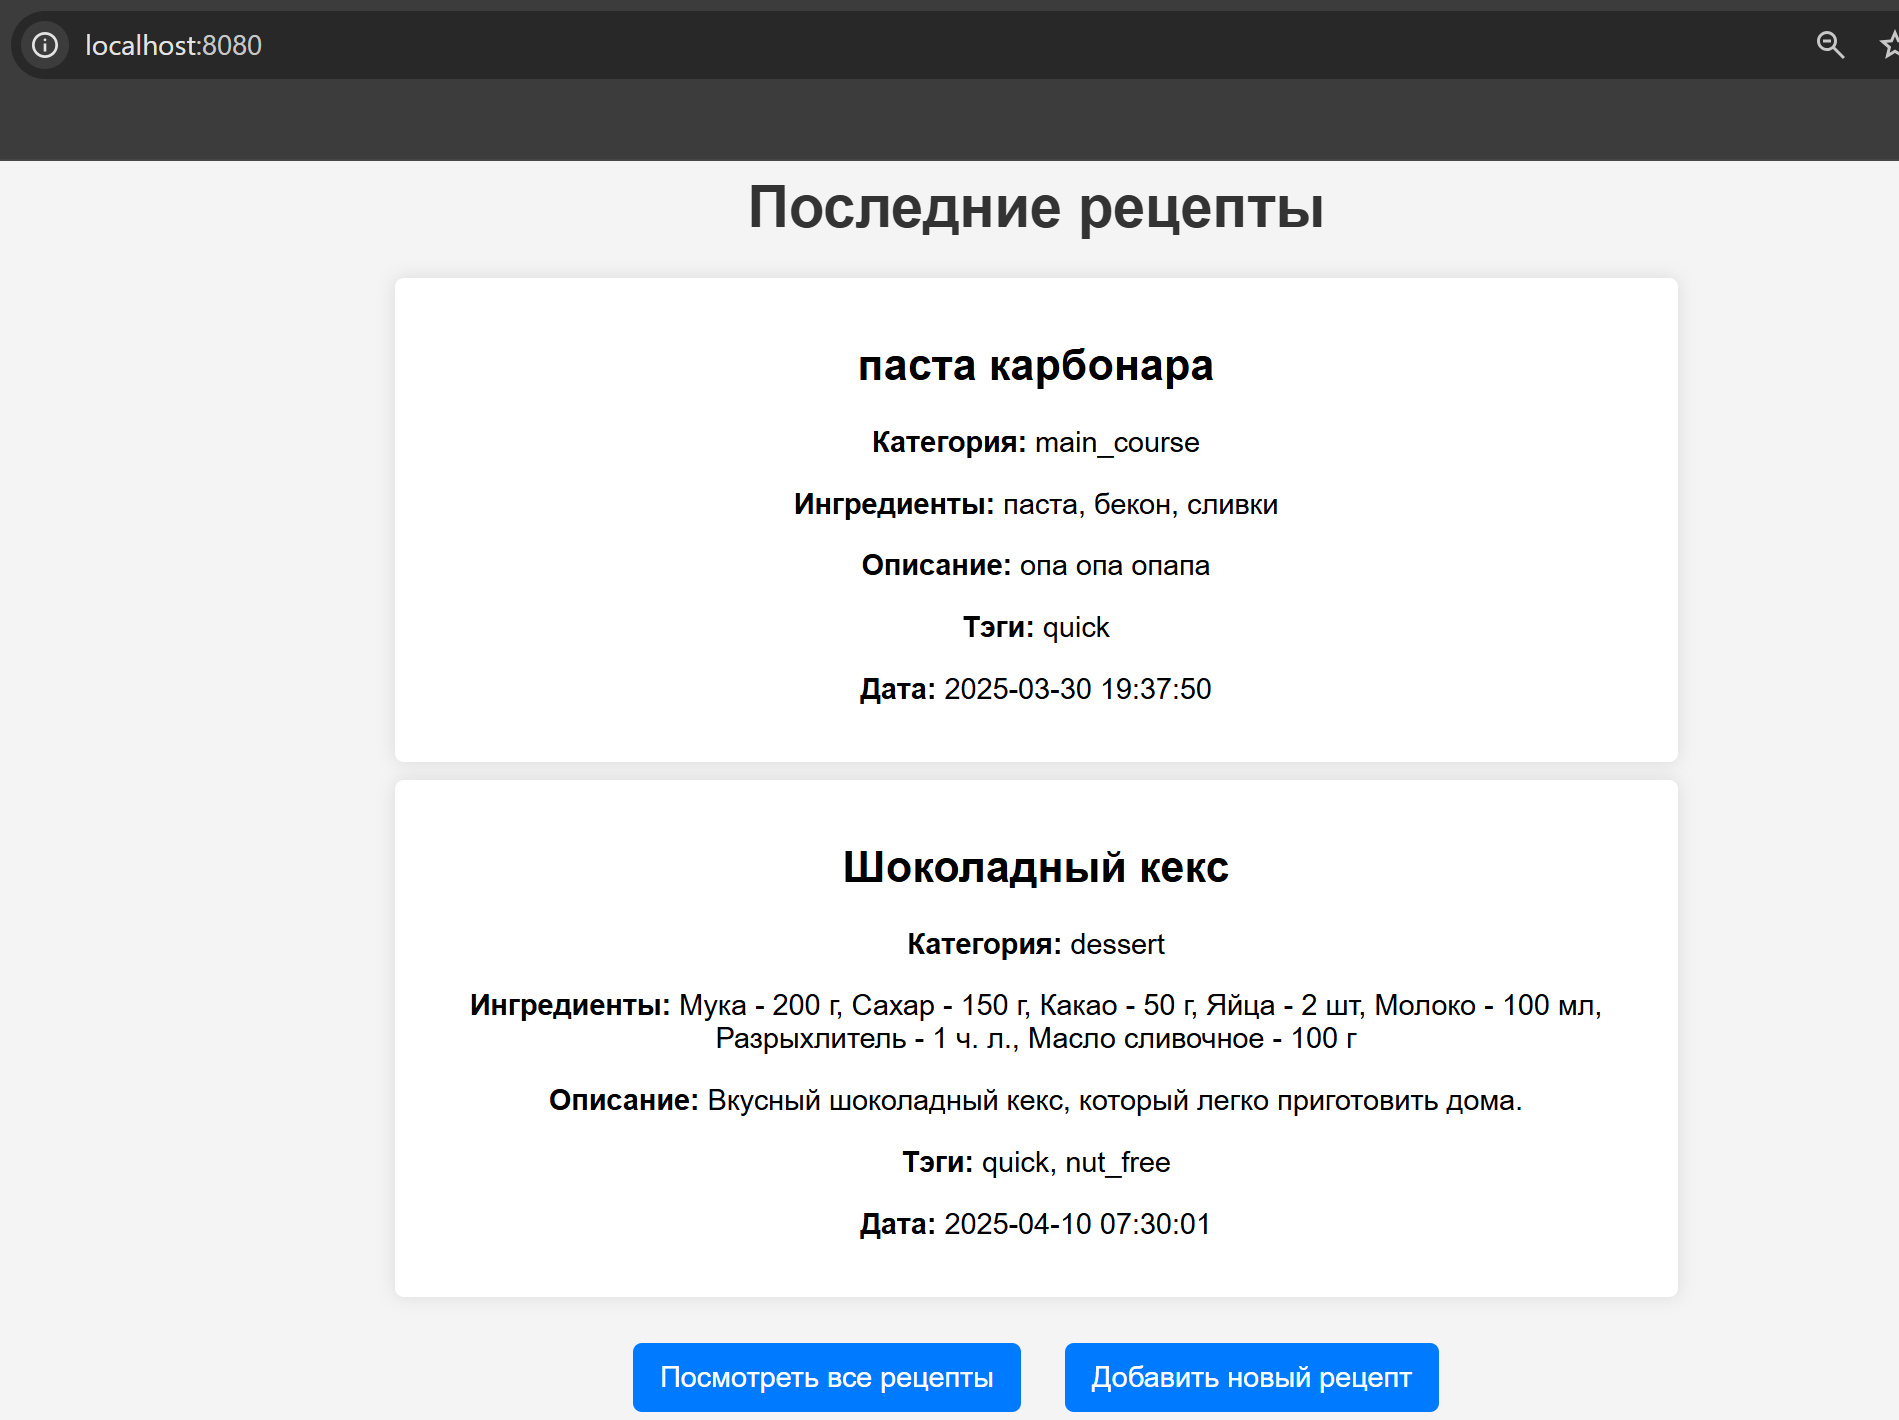 localhost:8080
Последние рецепты
паста карбонара
Категория: main_course
Ингредиенты: паста, бекон, сливки
Описание: опа опа опапа
Тэги: quick
Дата: 2025-03-30 19:37:50
Шоколадный кекс
Категория: dessert
Ингредиенты: Мука - 200 г, Сахар - 150 г, Какао - 50 г, Яйца - 2 шт, Молоко - 100 мл,
Разрыхлитель - 1 ч. л., Масло сливочное - 100 г
Описание: Вкусный шоколадный кекс, который легко приготовить дома.
Тэги: quick, nut_free
Дата: 2025-04-10 07:30:01
Посмотреть все рецепты
Добавить новый рецепт